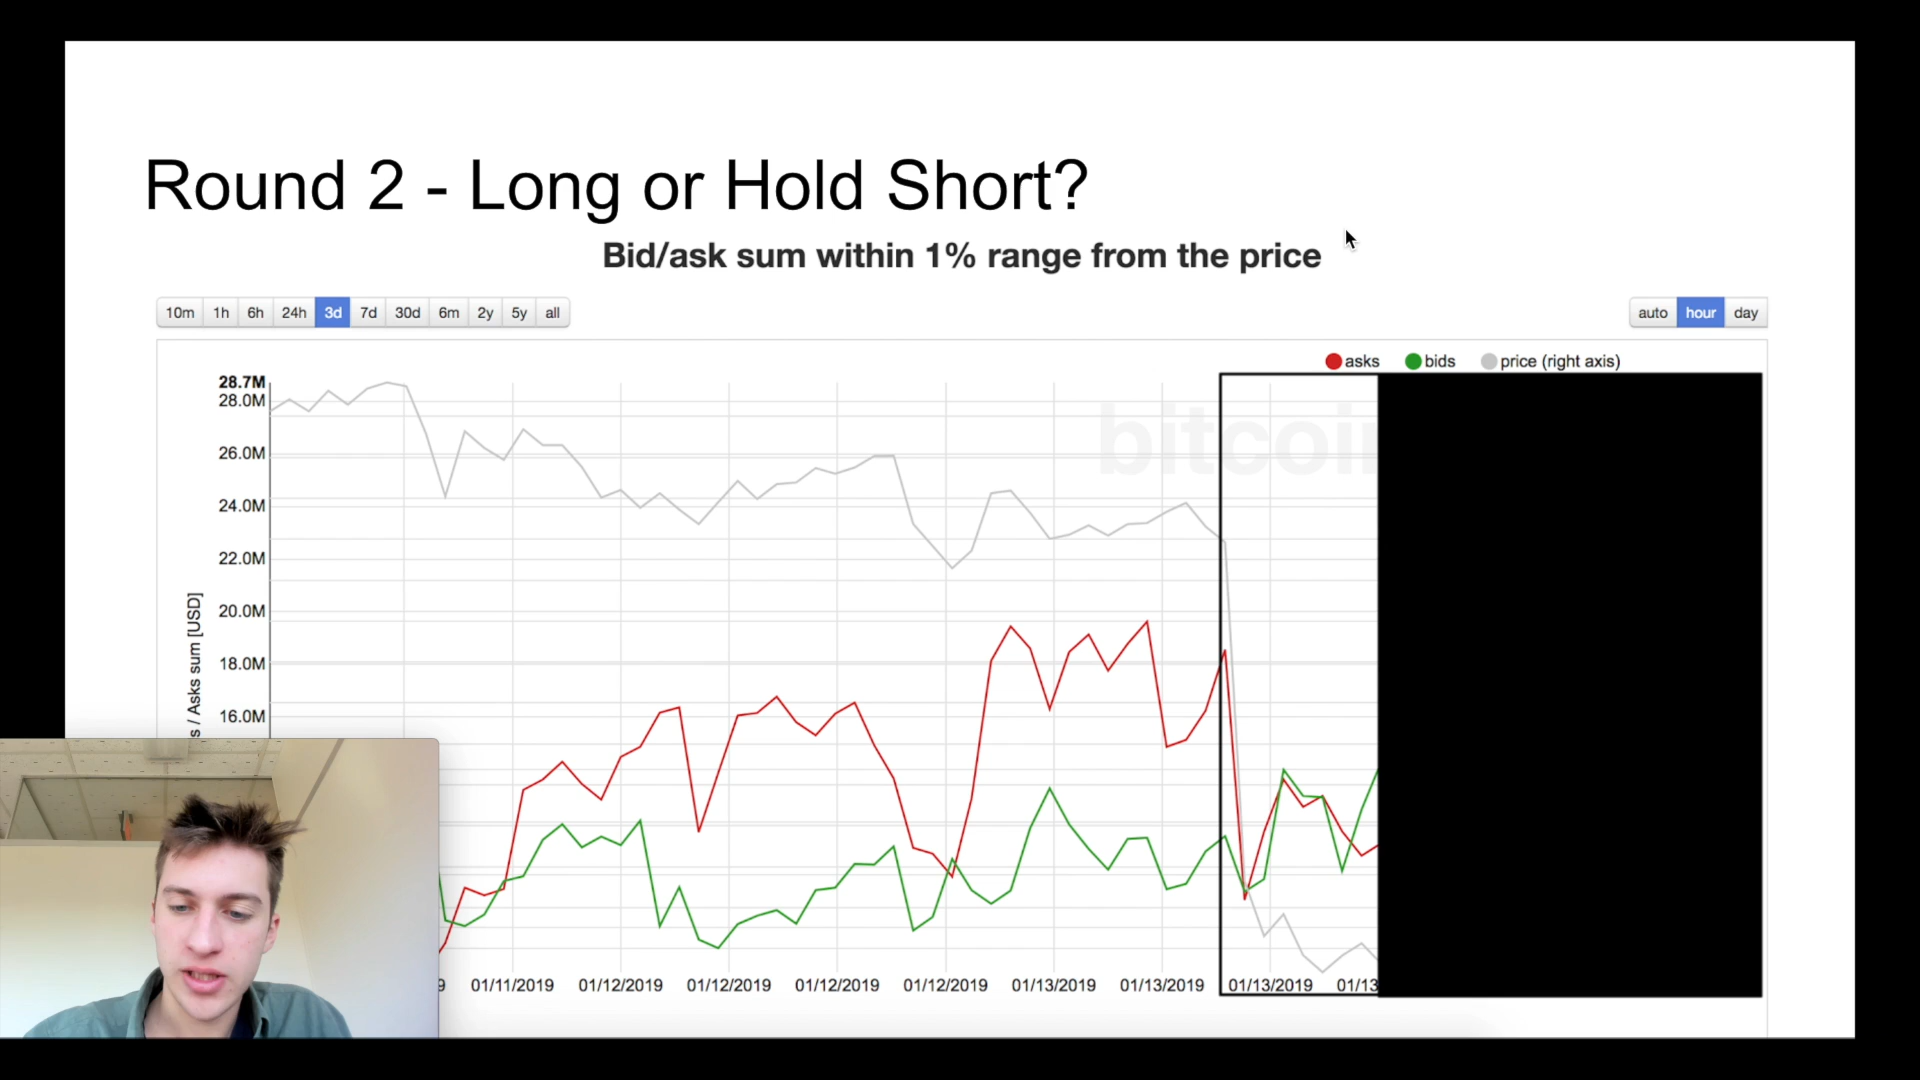 Round 2 - Long or Hold Short?
Bid/ask sum within 1% range from the price
10m 1h 6h 24h 3d 7d 30d 6m 2y 5y all
auto hour day
asks bids price (right axis)
28.7M
28.0M
26.0M
24.0M
22.0M
20.0M
18.0M
16.0M
s / Asks sum [USD]
bitcoi
9 01/11/2019 01/12/2019 01/12/2019 01/12/2019 01/12/2019 01/13/2019 01/13/2019 01/13/2019 01/13